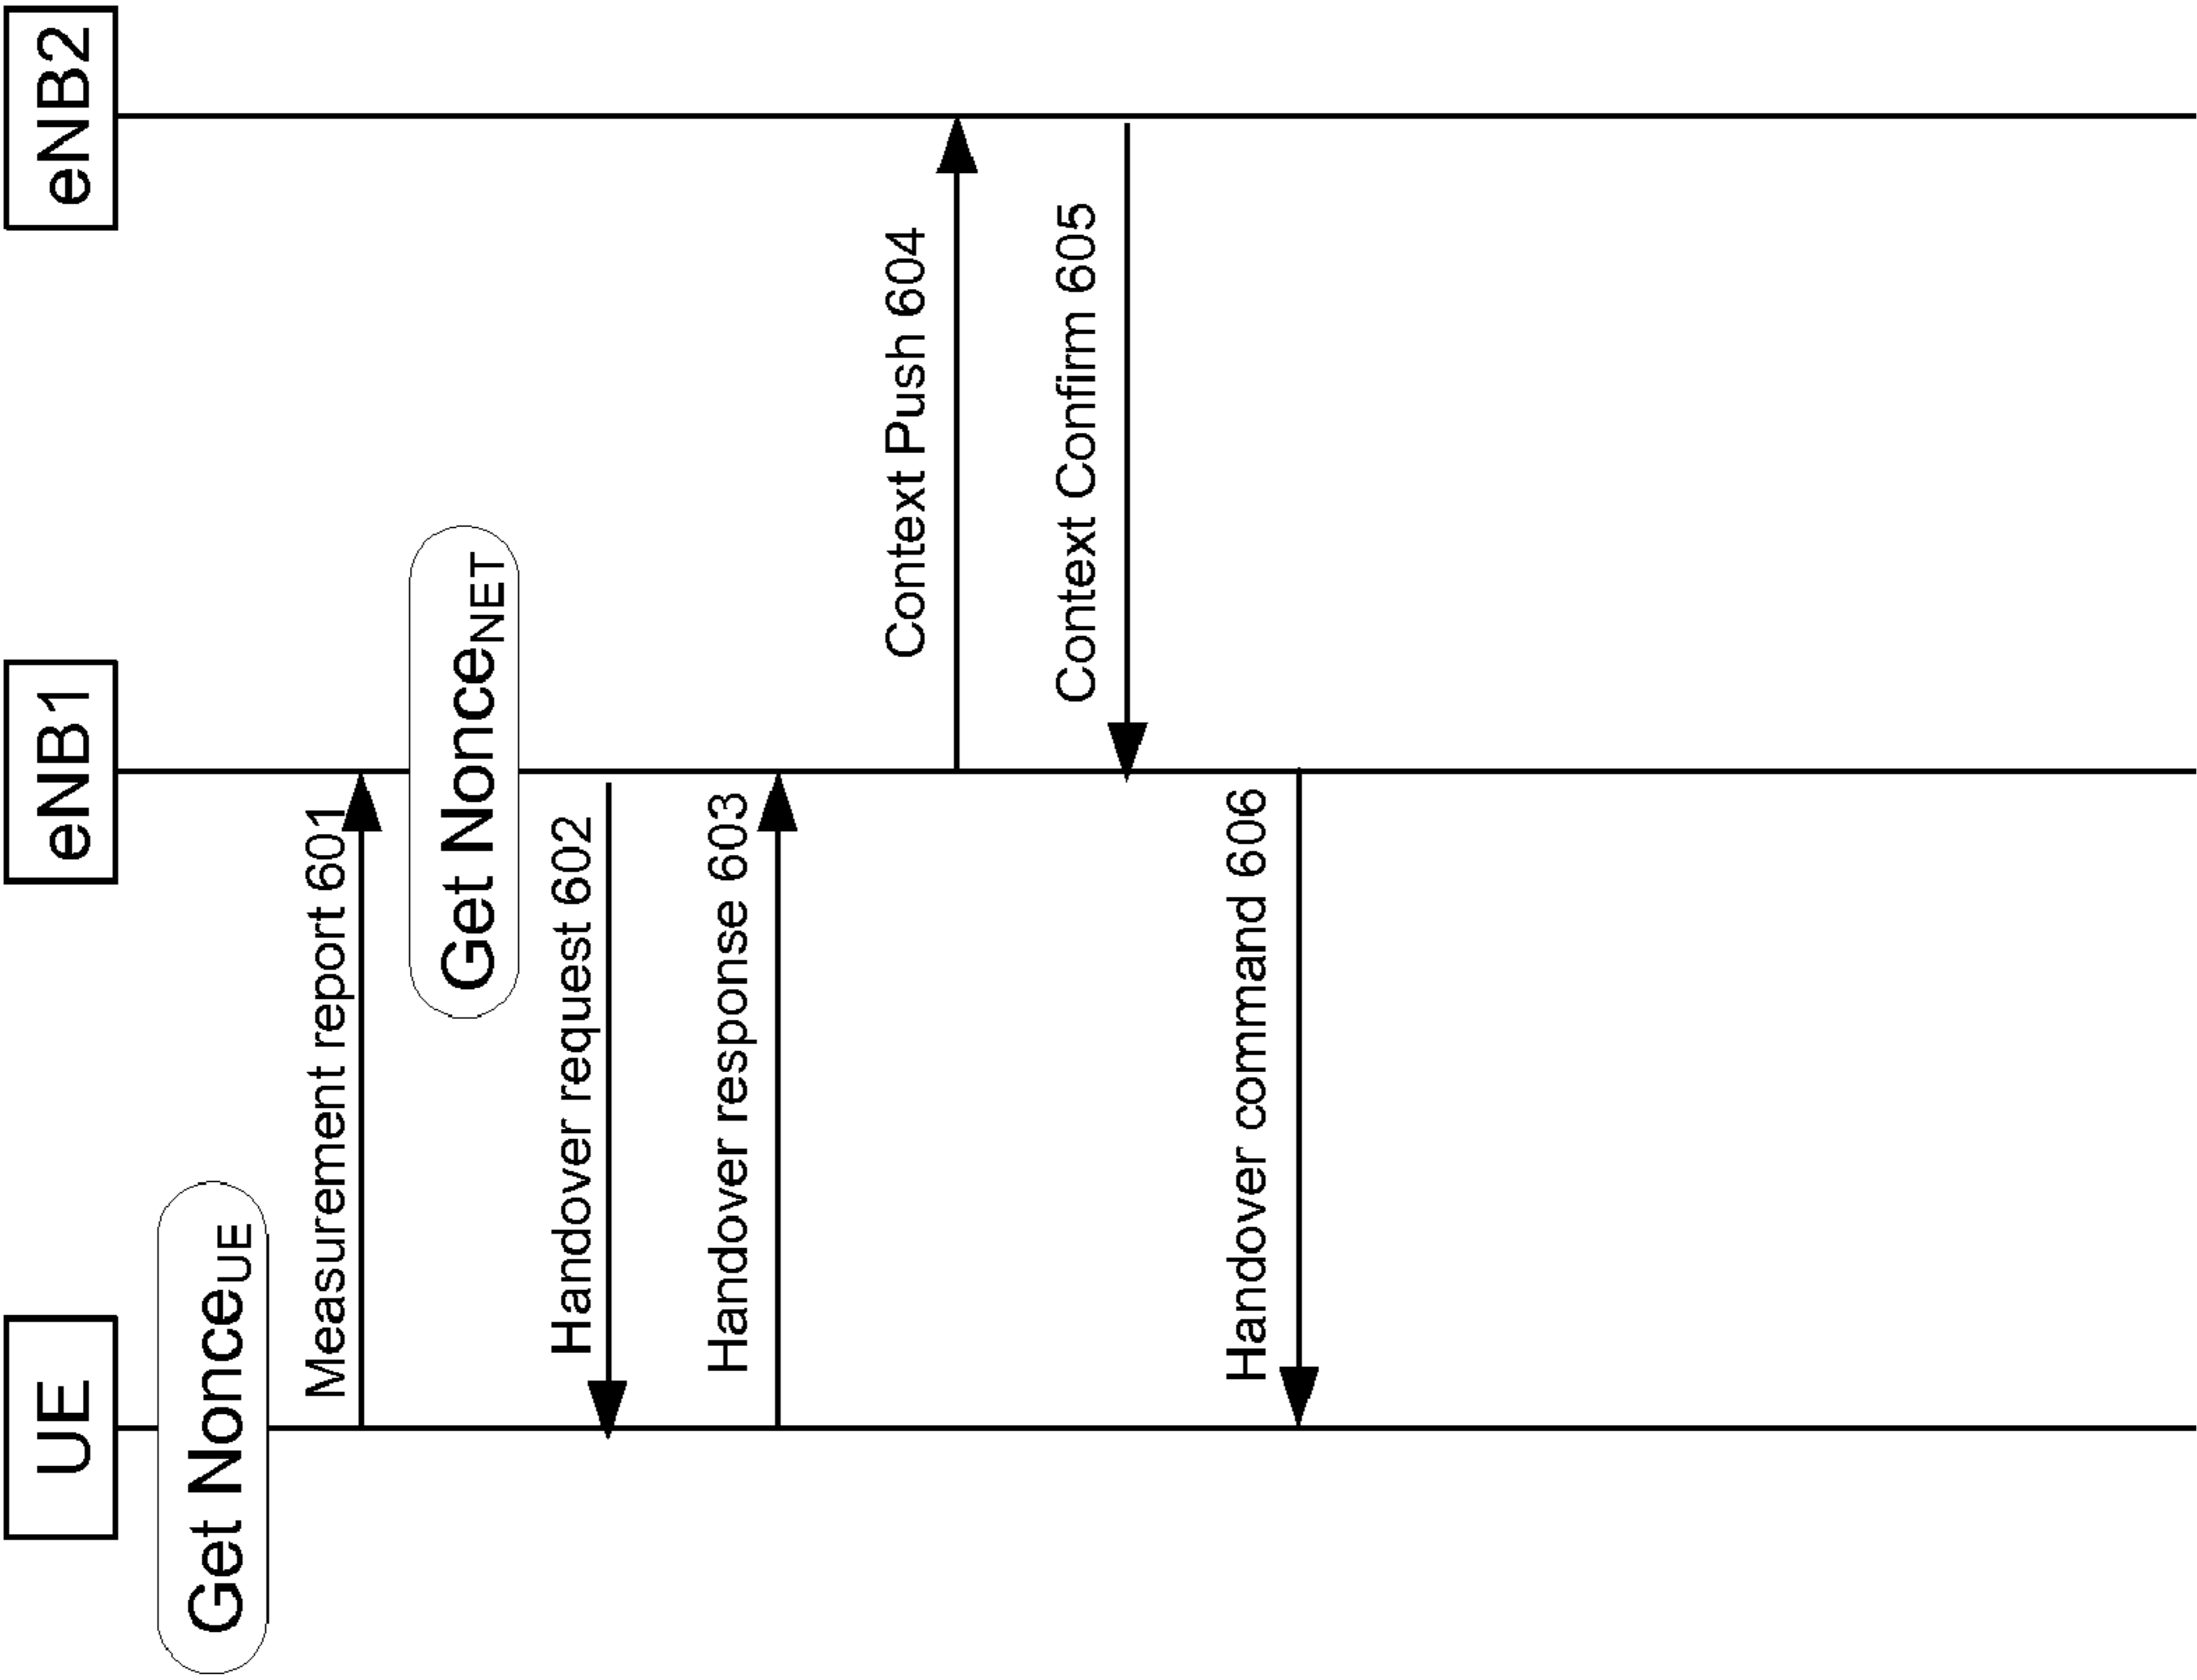 UE
eNB1
eNB2
Get NonceUE
Measurement report 601
Get NonceNET
Handover request 602
Handover response 603
Context Push 604
Context Confirm 605
Handover command 606